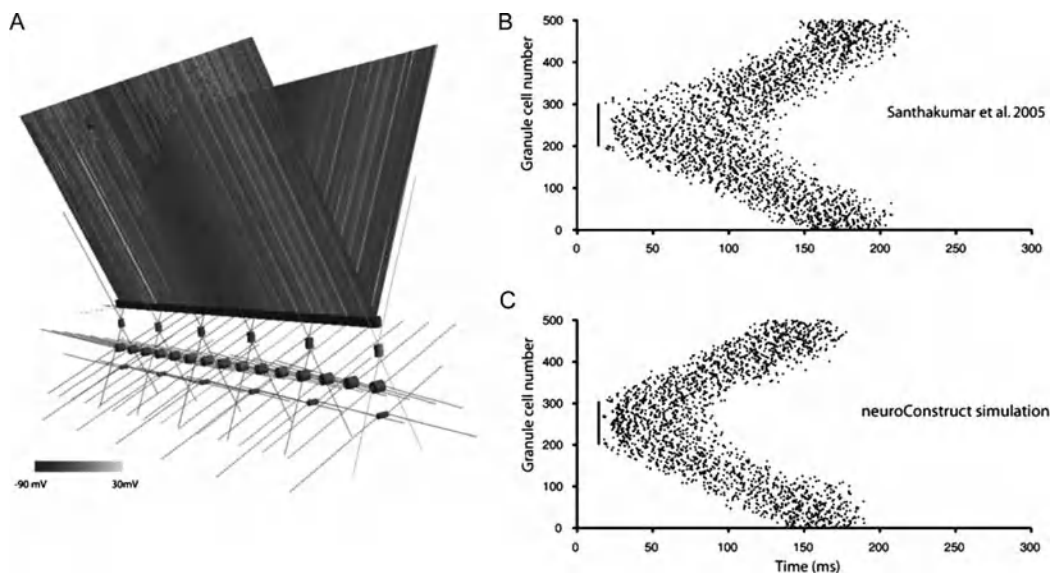 A
-90 mV 30mV
B
Granule cell number
500
400
300
200
100
0
Santhakumar et al. 2005
0 50 100 150 200 250 300
C
Granule cell number
500
400
300
200
100
0
neuroConstruct simulation
0 50 100 150 200 250 300
Time (ms)